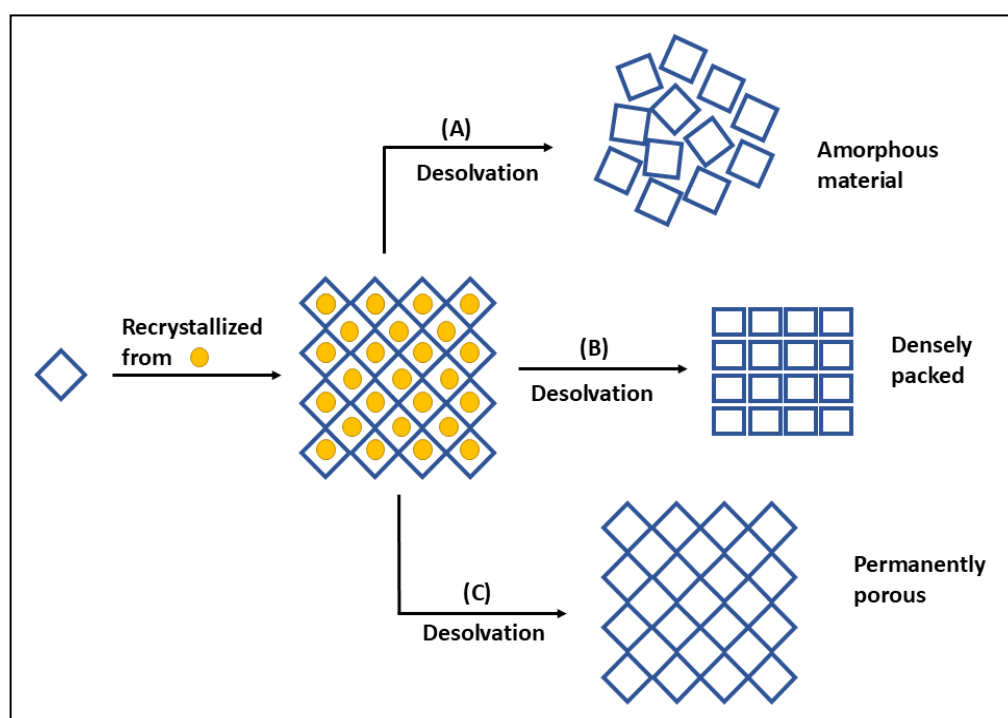 (A)
Desolvation
Amorphous
material
Recrystallized
from
(B)
Desolvation
Densely
packed
(C)
Desolvation
Permanently
porous